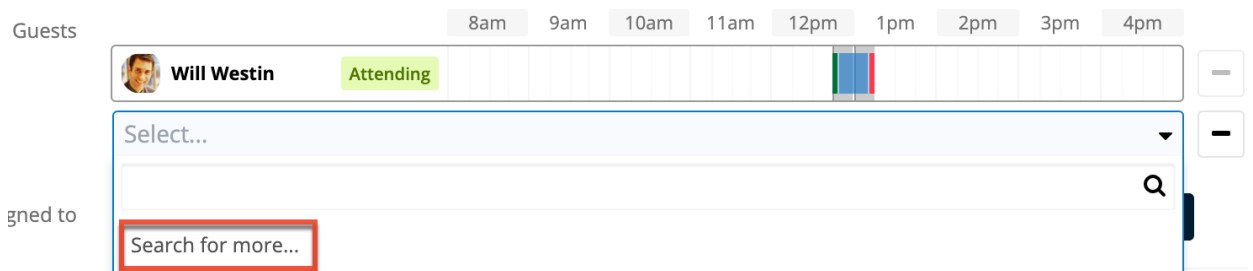 Guests
8am 9am 10am 11am 12pm 1pm 2pm 3pm 4pm
Will Westin Attending
Select...
gned to
Search for more...